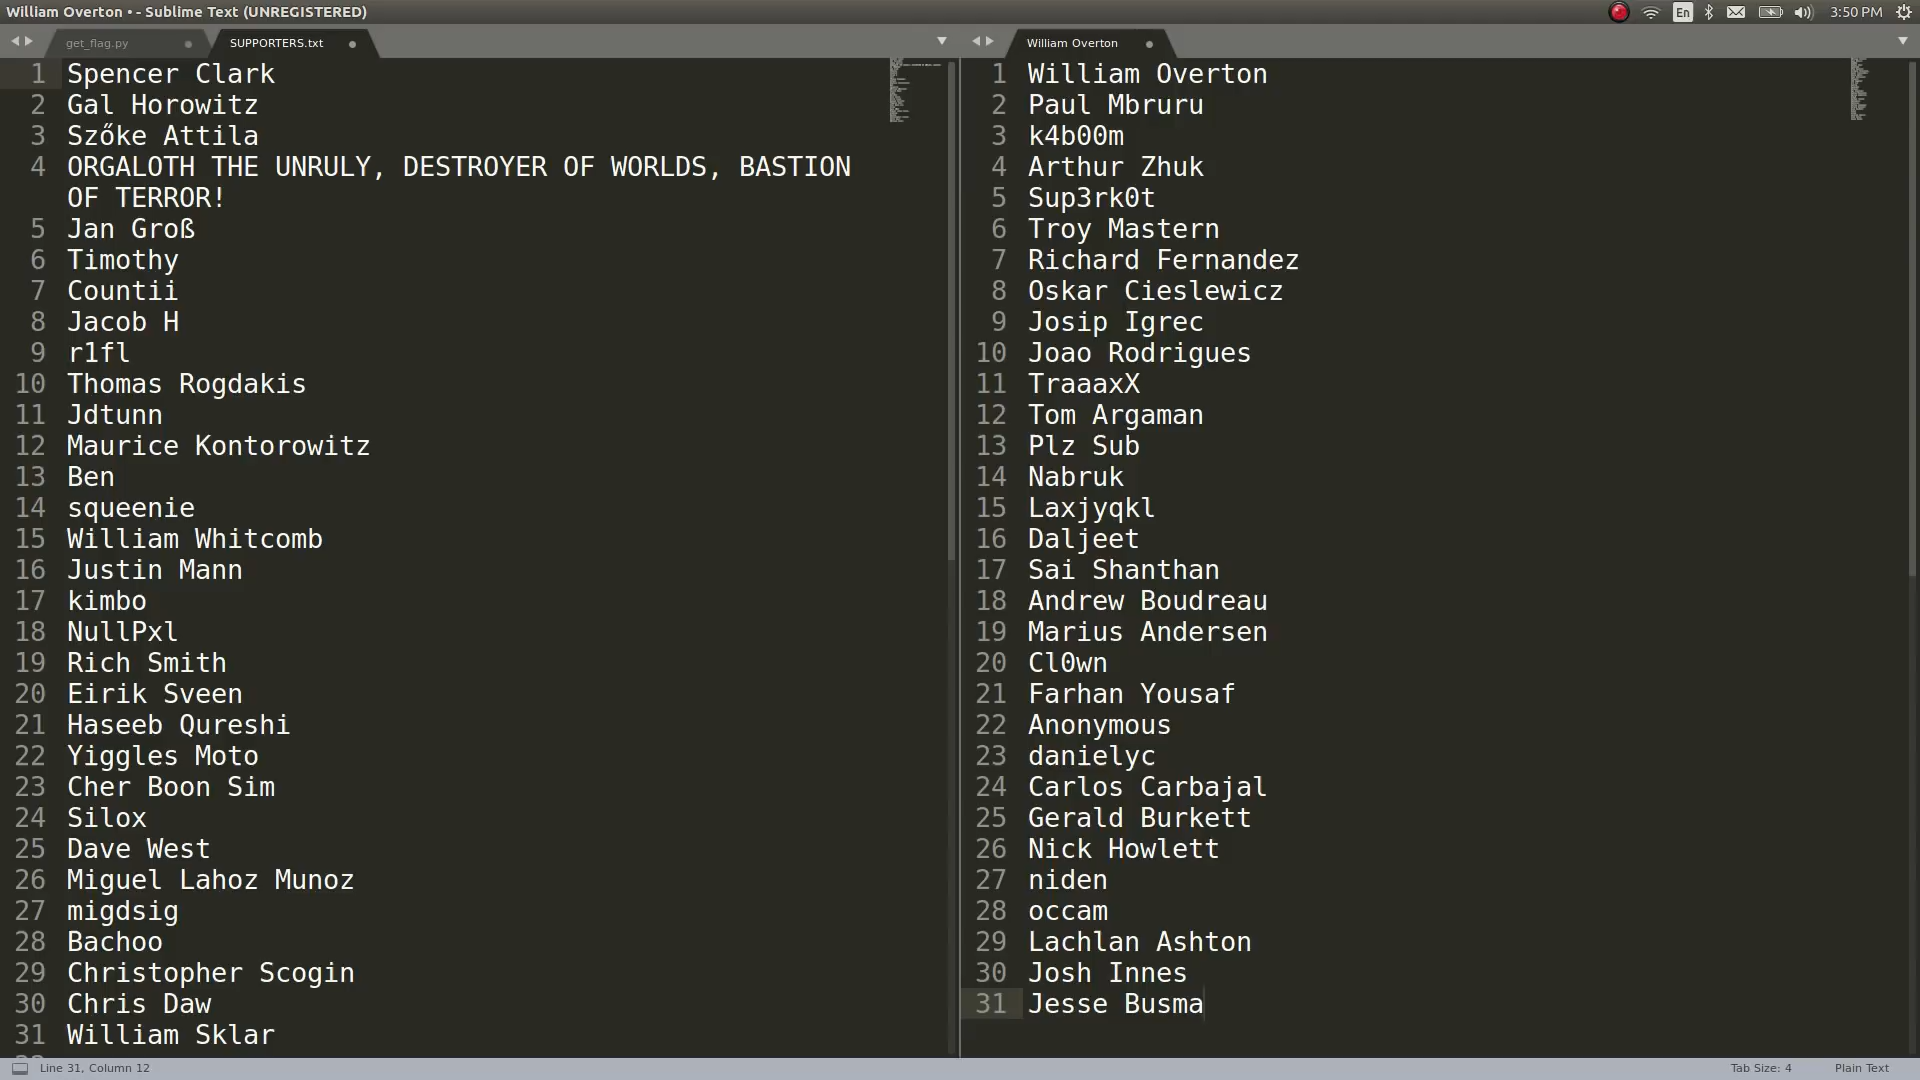 William Overton • - Sublime Text (UNREGISTERED)
En
3:50 PM
get_flag.py
SUPPORTERS.txt
William Overton
1 Spencer Clark
2 Gal Horowitz
3 Szőke Attila
4 ORGALOTH THE UNRULY, DESTROYER OF WORLDS, BASTION
OF TERROR!
5 Jan Groß
6 Timothy
7 Countii
8 Jacob H
9 r1fl
10 Thomas Rogdakis
11 Jdtunn
12 Maurice Kontorowitz
13 Ben
14 squeenie
15 William Whitcomb
16 Justin Mann
17 kimbo
18 NullPxl
19 Rich Smith
20 Eirik Sveen
21 Haseeb Qureshi
22 Yiggles Moto
23 Cher Boon Sim
24 Silox
25 Dave West
26 Miguel Lahoz Munoz
27 migdsig
28 Bachoo
29 Christopher Scogin
30 Chris Daw
31 William Sklar
1 William Overton
2 Paul Mbruru
3 k4b00m
4 Arthur Zhuk
5 Sup3rk0t
6 Troy Mastern
7 Richard Fernandez
8 Oskar Cieslewicz
9 Josip Igrec
10 Joao Rodrigues
11 TraaaxX
12 Tom Argaman
13 Plz Sub
14 Nabruk
15 Laxjyqkl
16 Daljeet
17 Sai Shanthan
18 Andrew Boudreau
19 Marius Andersen
20 Cl0wn
21 Farhan Yousaf
22 Anonymous
23 danielyc
24 Carlos Carbajal
25 Gerald Burkett
26 Nick Howlett
27 niden
28 occam
29 Lachlan Ashton
30 Josh Innes
31 Jesse Busma
Line 31, Column 12
Tab Size: 4
Plain Text